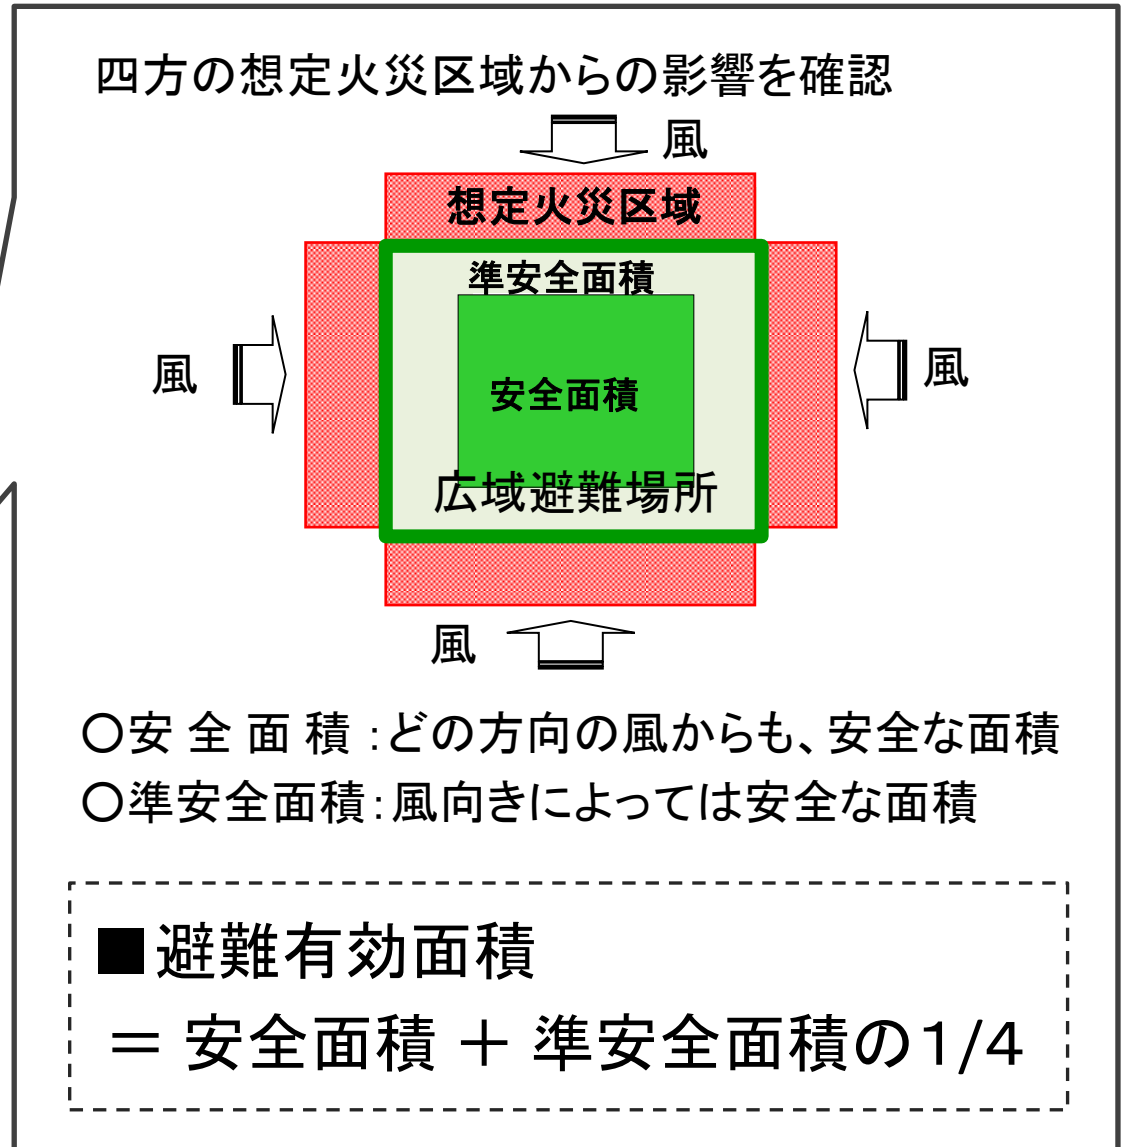 四方の想定火災区域からの影響を確認
風
想定火災区域
準安全面積
風
風
安全面積
広域避難場所
風
○安 全 面 積 :どの方向の風からも、安全な面積
○準安全面積:風向きによっては安全な面積
■避難有効面積
＝ 安全面積 ＋ 準安全面積の1/4